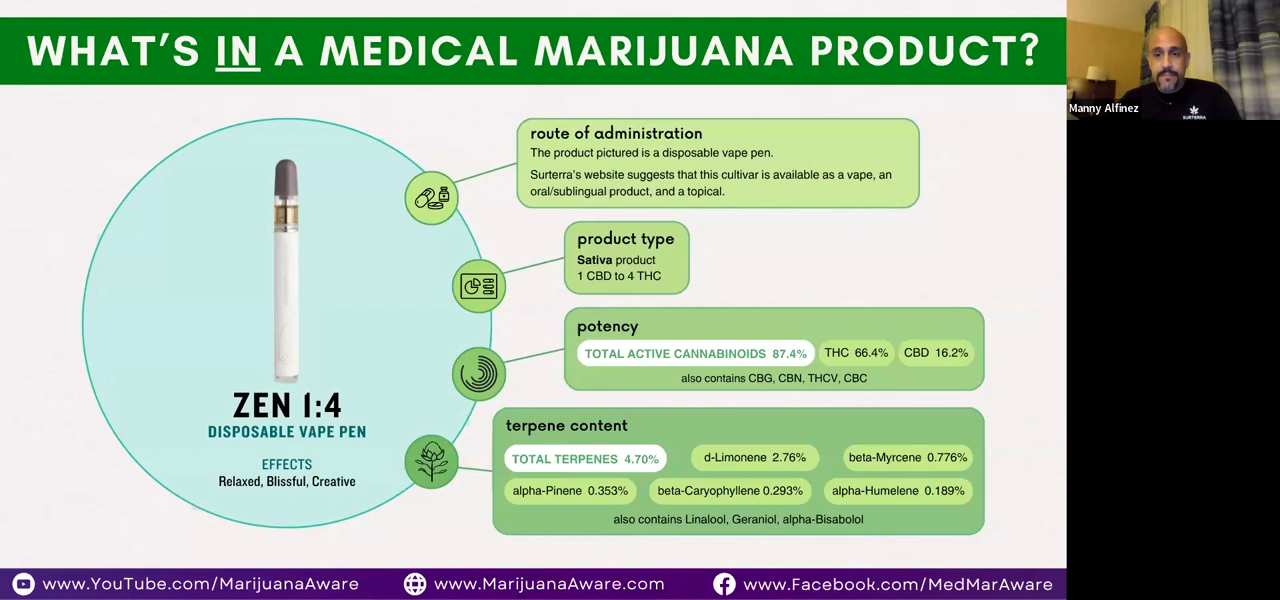 WHAT'S IN A MEDICAL MARIJUANA PRODUCT?
Manny Alfinez
SURTERRA
route of administration
The product pictured is a disposable vape pen.
Surterra's website suggests that this cultivar is available as a vape, an
oral/sublingual product, and a topical.
product type
Sativa product
1 CBD to 4 THC
potency
TOTAL ACTIVE CANNABINOIDS 87.4%
THC 66.4%
CBD 16.2%
also contains CBG, CBN, THCV, CBC
ZEN 1:4
DISPOSABLE VAPE PEN
EFFECTS
Relaxed, Blissful, Creative
terpene content
TOTAL TERPENES 4.70%
d-Limonene 2.76%
beta-Myrcene 0.776%
alpha-Pinene 0.353%
beta-Caryophyllene 0.293%
alpha-Humelene 0.189%
also contains Linalool, Geraniol, alpha-Bisabolol
www.YouTube.com/MarijuanaAware
www.MarijuanaAware.com
www.Facebook.com/MedMarAware